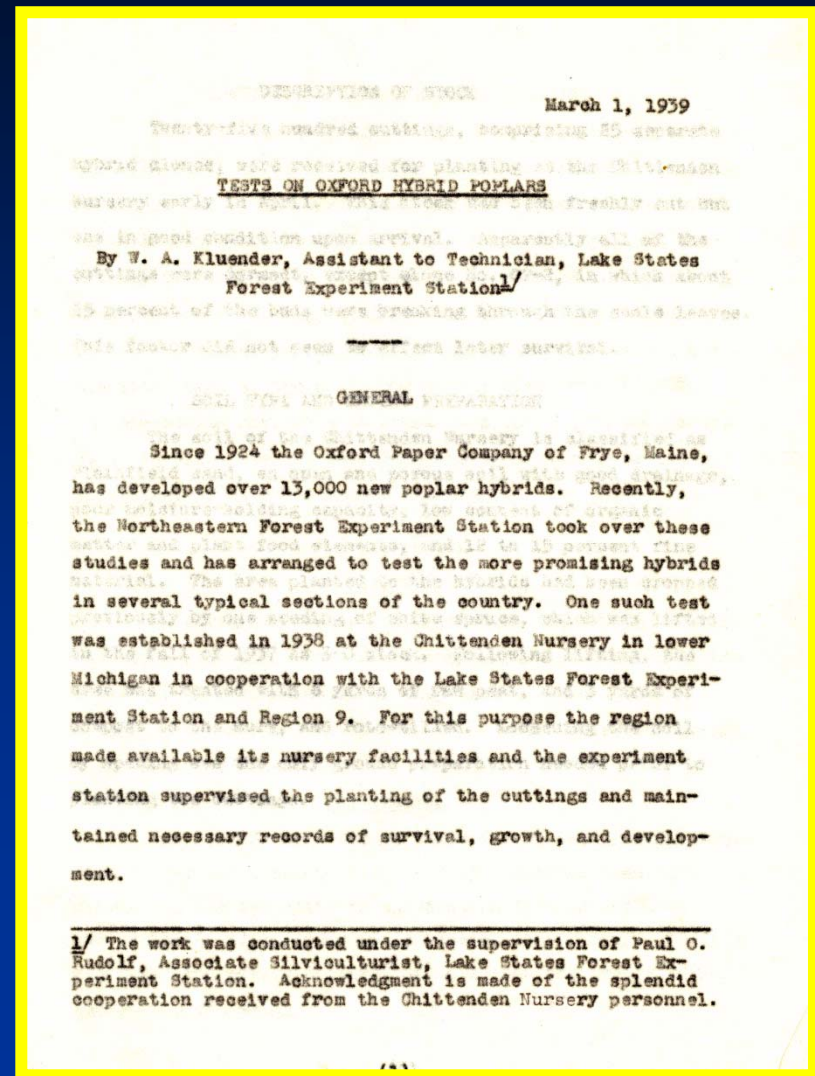 March 1, 1939
TESTS ON OXFORD HYBRID POPLARS
By W. A. Kluender, Assistant to Technician, Lake States
Forest Experiment Station1/
GENERAL
Since 1924 the Oxford Paper Company of Frye, Maine,
has developed over 13,000 new poplar hybrids. Recently,
the Northeastern Forest Experiment Station took over these
studies and has arranged to test the more promising hybrids
in several typical sections of the country. One such test
was established in 1938 at the Chittenden Nursery in lower
Michigan in cooperation with the Lake States Forest Experi-
ment Station and Region 9. For this purpose the region
made available its nursery facilities and the experiment
station supervised the planting of the cuttings and main-
tained necessary records of survival, growth, and develop-
ment.
1/ The work was conducted under the supervision of Paul O.
Rudolf, Associate Silviculturist, Lake States Forest Ex-
periment Station. Acknowledgment is made of the splendid
cooperation received from the Chittenden Nursery personnel.